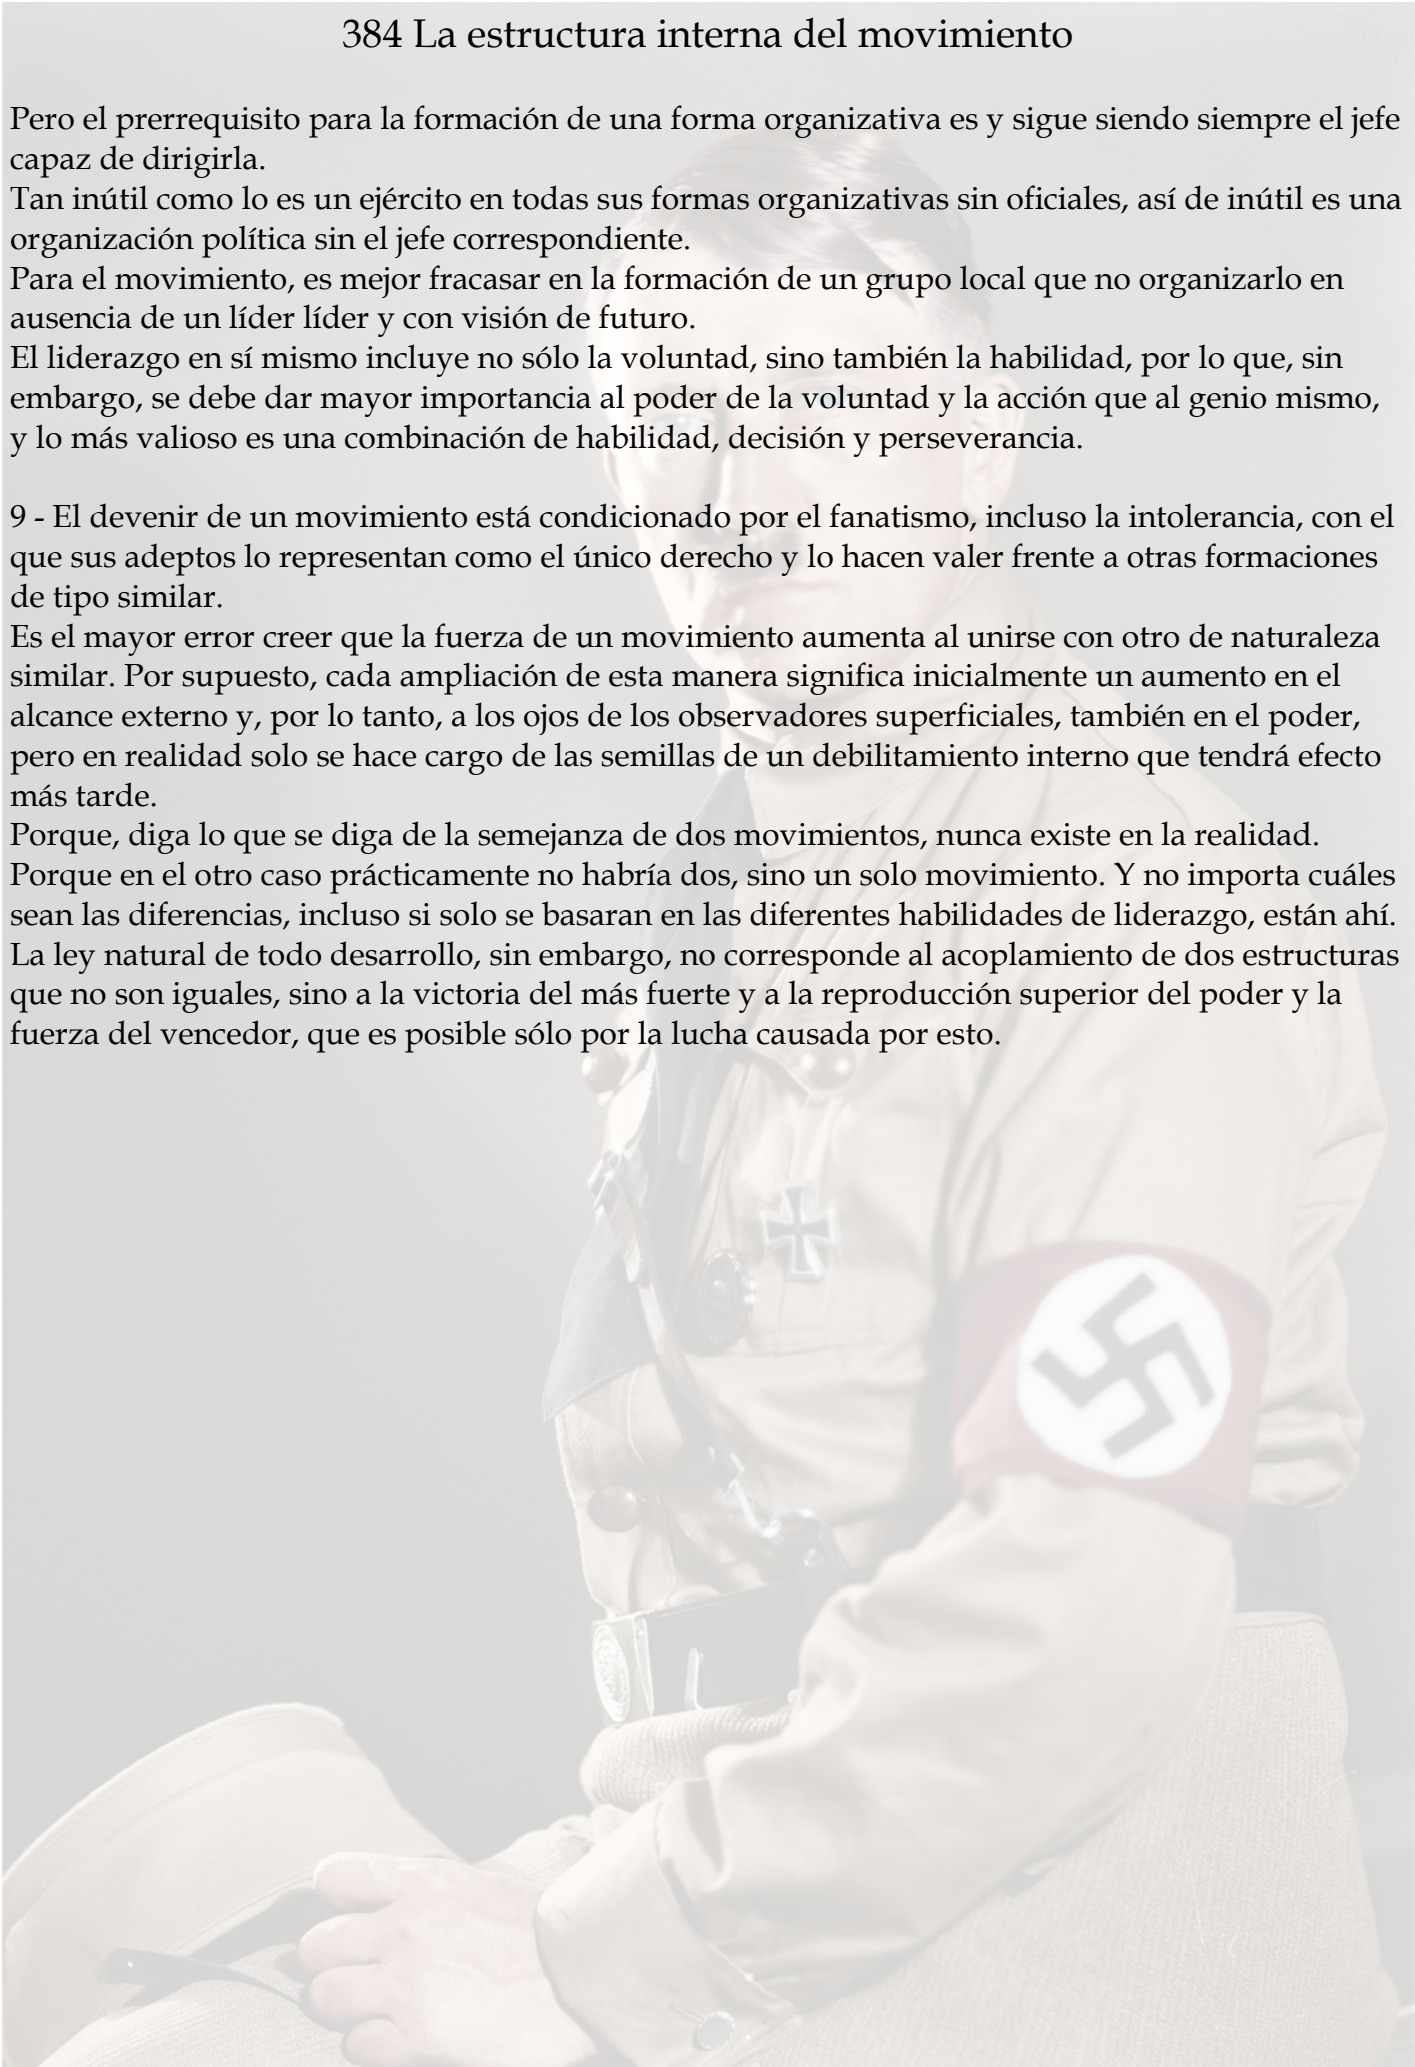 384 La estructura interna del movimiento
Pero el prerrequisito para la formación de una forma organizativa es y sigue siendo siempre el jefe
capaz de dirigirla.
Tan inútil como lo es un ejército en todas sus formas organizativas sin oficiales, así de inútil es una
organización política sin el jefe correspondiente.
Para el movimiento, es mejor fracasar en la formación de un grupo local que no organizarlo en
ausencia de un líder líder y con visión de futuro.
El liderazgo en sí mismo incluye no sólo la voluntad, sino también la habilidad, por lo que, sin
embargo, se debe dar mayor importancia al poder de la voluntad y la acción que al genio mismo,
y lo más valioso es una combinación de habilidad, decisión y perseverancia.
9 - El devenir de un movimiento está condicionado por el fanatismo, incluso la intolerancia, con el
que sus adeptos lo representan como el único derecho y lo hacen valer frente a otras formaciones
de tipo similar.
Es el mayor error creer que la fuerza de un movimiento aumenta al unirse con otro de naturaleza
similar. Por supuesto, cada ampliación de esta manera significa inicialmente un aumento en el
alcance externo y, por lo tanto, a los ojos de los observadores superficiales, también en el poder,
pero en realidad solo se hace cargo de las semillas de un debilitamiento interno que tendrá efecto
más tarde.
Porque, diga lo que se diga de la semejanza de dos movimientos, nunca existe en la realidad.
Porque en el otro caso prácticamente no habría dos, sino un solo movimiento. Y no importa cuáles
sean las diferencias, incluso si solo se basaran en las diferentes habilidades de liderazgo, están ahí.
La ley natural de todo desarrollo, sin embargo, no corresponde al acoplamiento de dos estructuras
que no son iguales, sino a la victoria del más fuerte y a la reproducción superior del poder y la
fuerza del vencedor, que es posible sólo por la lucha causada por esto.